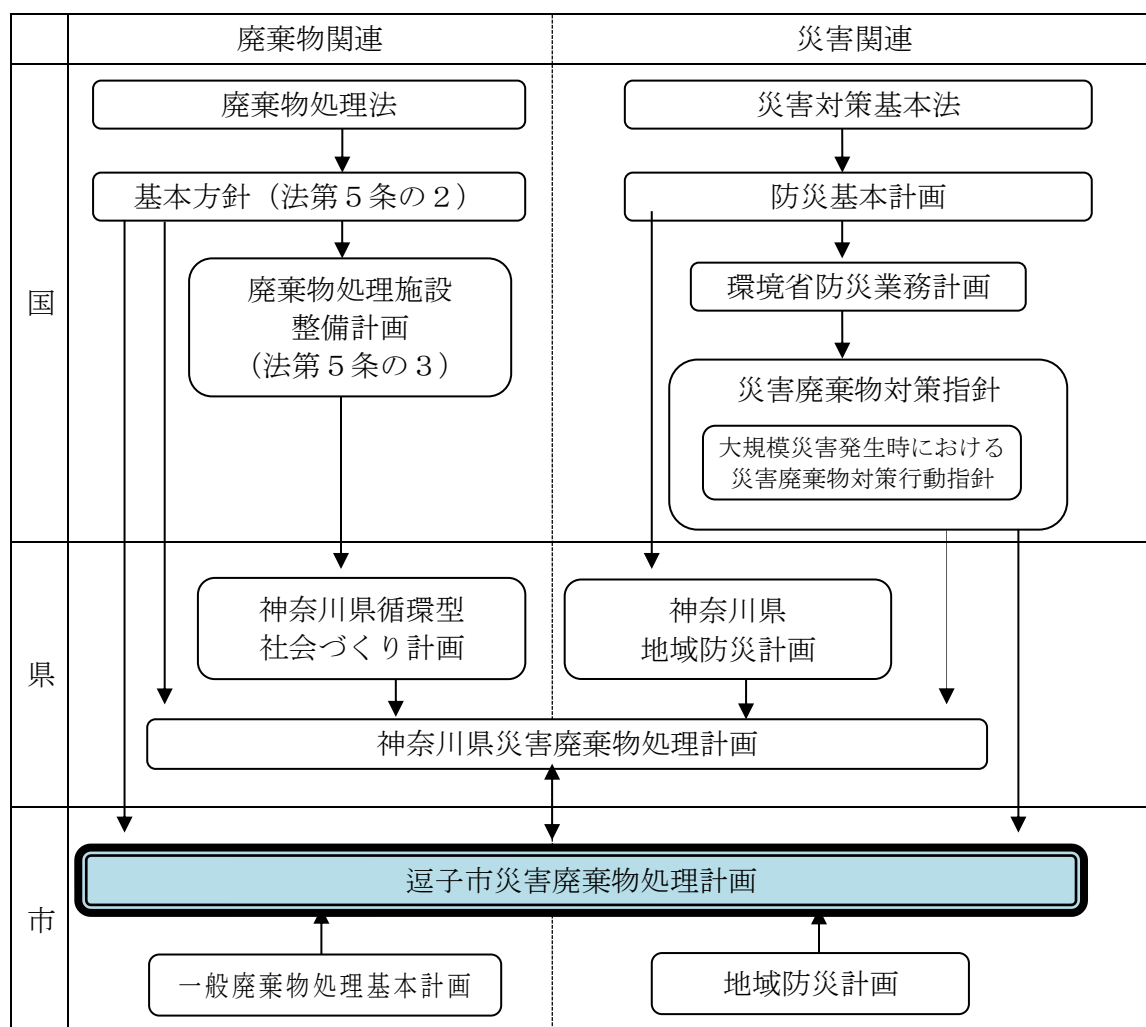 廃棄物関連
災害関連
国
廃棄物処理法
基本方針（法第５条の２）
廃棄物処理施設
整備計画
（法第５条の３）
災害対策基本法
防災基本計画
環境省防災業務計画
災害廃棄物対策指針
大規模災害発生時における
災害廃棄物対策行動指針
県
神奈川県循環型
社会づくり計画
神奈川県
地域防災計画
神奈川県災害廃棄物処理計画
市
逗子市災害廃棄物処理計画
一般廃棄物処理基本計画
地域防災計画